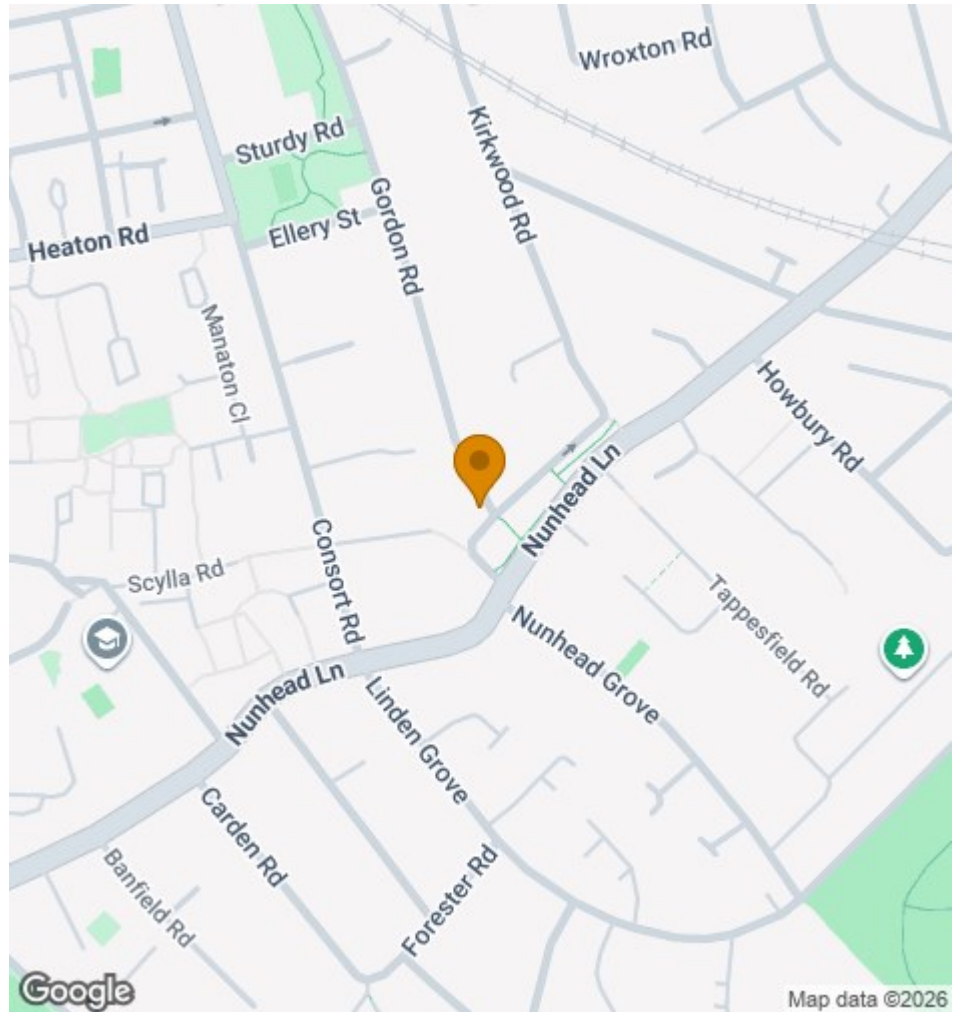 Wroxton Rd
Kirkwood Rd
Sturdy Rd
Gordon Rd
Ellery St
Heaton Rd
Manaton Cl
Howbury Rd
Nunhead Ln
Consort Rd
Scylla Rd
Tappesfield Rd
Nunhead Grove
Nunhead Ln
Linden Grove
Carden Rd
Banfield Rd
Forester Rd
Google
Map data ©2026